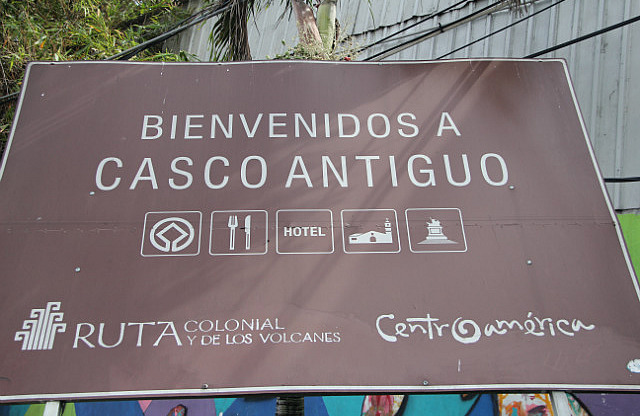 BIENVENIDOS A
CASCO ANTIGUO
HOTEL
RUTA COLONIAL
Y DE LOS VOLCANES
Centroamérica